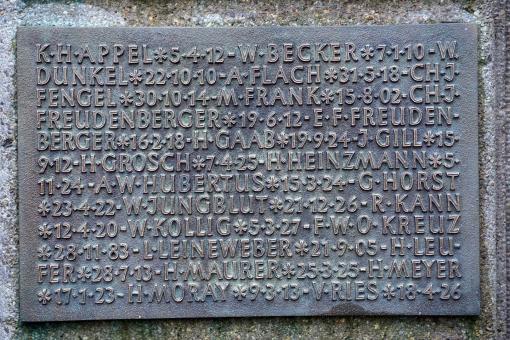 K·H·APPEL*5·4·12-W·BECKER*7·1·10-W·
DUNKEL*22·10·10-A·FLACH*31·5·18-CH·J·
FENGEL*30·10·14-M·FRANK*15·8·02-CH·J·
FREUDENBERGER*19·6·12-E·F·FREUDEN-
BERGER*16·2·18-H·GAAB*19·9·24-J·GILL*15·
9·12-H·GROSCH*7·4·25-H·HEINZMANN*5·
11·24-A·W·HUBERTUS*15·3·24-G·HORST
*23·4·22-W·JUNGBLUT*21·12·26-R·KANN
*12·4·20-W·KOLLIG*5·3·27-F·W·O·KREUZ
*28·11·83-L·LEINEWEBER*21·9·05-H·LEU-
FER*28·7·13-H·MAURER*25·3·25-H·MEYER
*17·1·23-H·MORAY*9·3·13-V·RIES*18·4·26